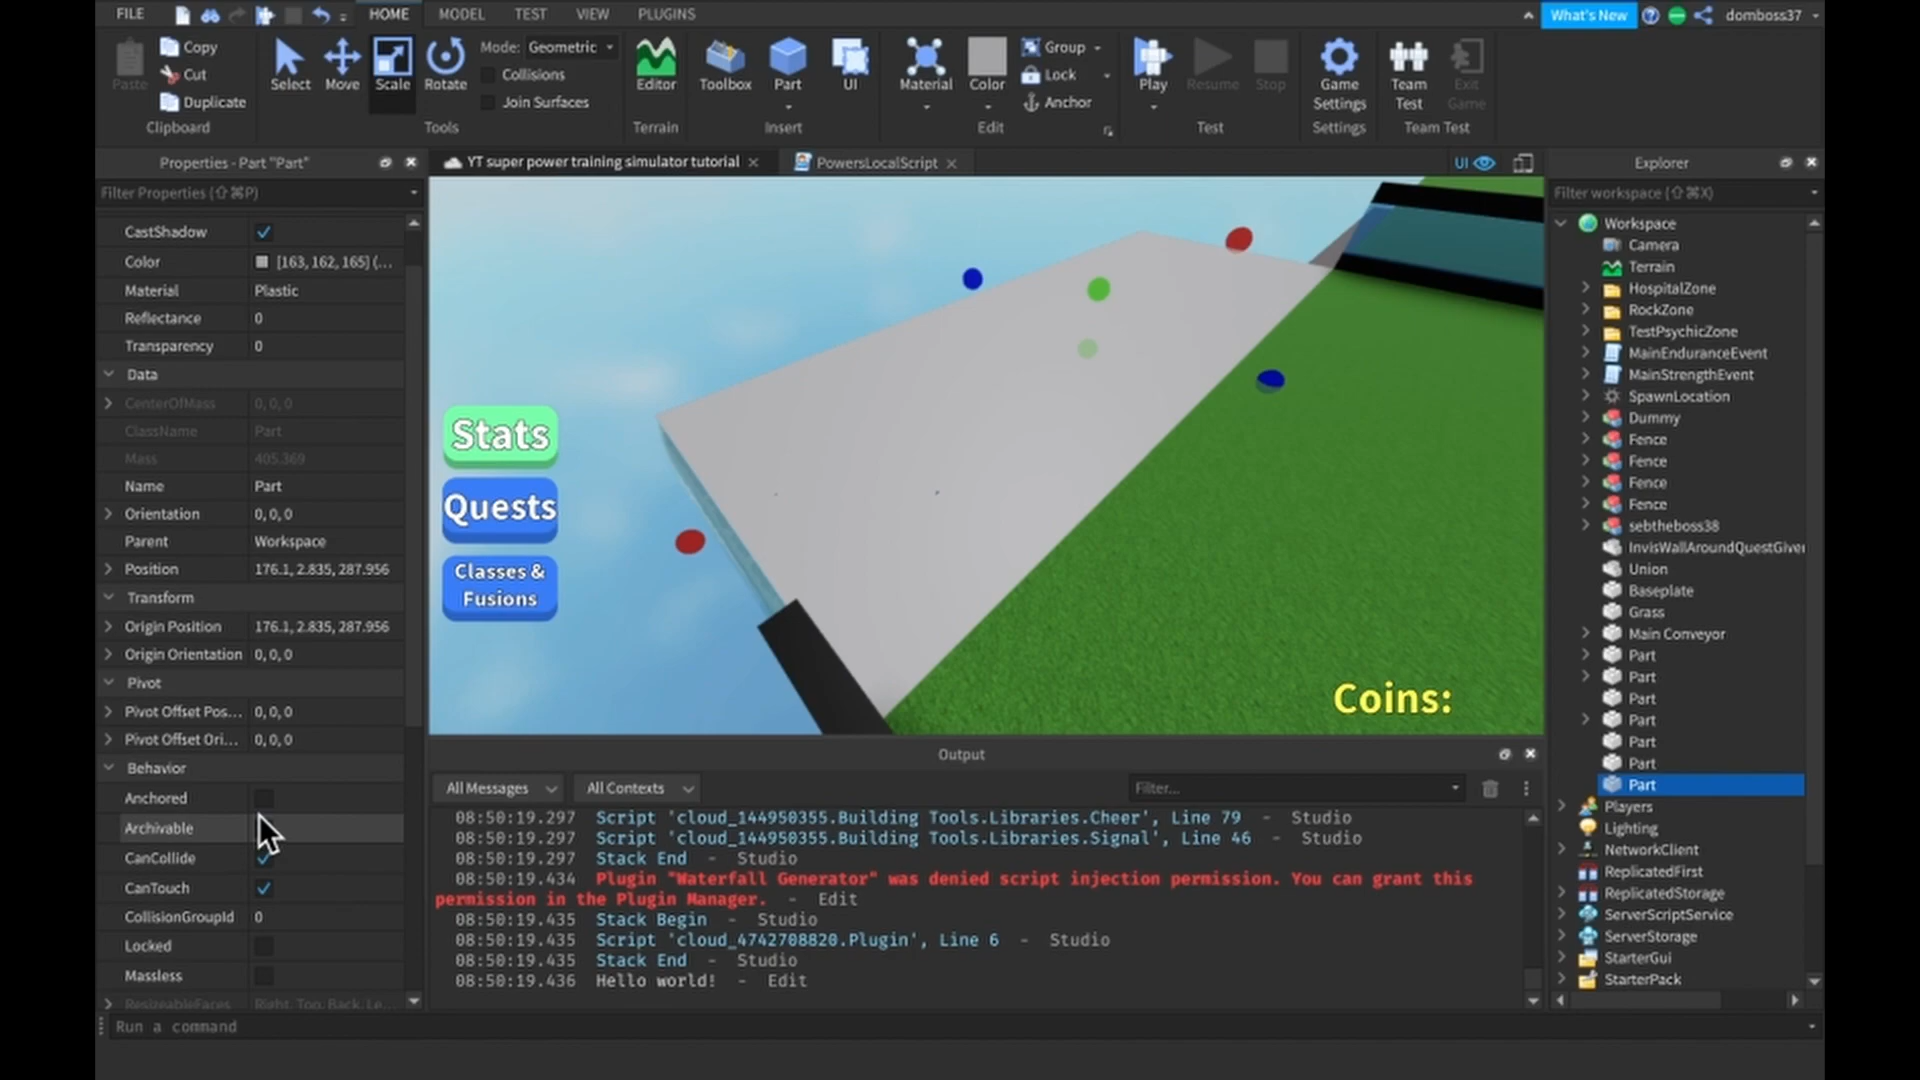 FILE HOME MODEL TEST VIEW PLUGINS What's New domboss37
Paste Copy Cut Duplicate Clipboard
Select Move Scale Rotate
Mode: Geometric
Collisions
Join Surfaces
Tools
Editor Terrain
Toolbox Part UI Insert
Material Color Group Lock Anchor Edit
Play Resume Stop Test
Game Settings Settings
Team Test Exit Game Team Test
Properties - Part "Part"
Filter Properties (⇧⌘P)
CastShadow
Color [163, 162, 165] (...
Material Plastic
Reflectance 0
Transparency 0
Data
CenterOfMass 0, 0, 0
ClassName Part
Mass 405.369
Name Part
Orientation 0, 0, 0
Parent Workspace
Position 176.1, 2.835, 287.956
Transform
Origin Position 176.1, 2.835, 287.956
Origin Orientation 0, 0, 0
Pivot
Pivot Offset Pos... 0, 0, 0
Pivot Offset Ori... 0, 0, 0
Behavior
Anchored
Archivable
CanCollide
CanTouch
CollisionGroupId 0
Locked
Massless
ResizeableFaces Right, Top, Back, Le...
YT super power training simulator tutorial PowersLocalScript UI
Stats
Quests
Classes &
Fusions
Coins:
Output
All Messages All Contexts Filter...
08:50:19.297 Script 'cloud_144950355.Building Tools.Libraries.Cheer', Line 79 - Studio
08:50:19.297 Script 'cloud_144950355.Building Tools.Libraries.Signal', Line 46 - Studio
08:50:19.297 Stack End - Studio
08:50:19.434 Plugin "Waterfall Generator" was denied script injection permission. You can grant this
permission in the Plugin Manager. - Edit
08:50:19.435 Stack Begin - Studio
08:50:19.435 Script 'cloud_4742708820.Plugin', Line 6 - Studio
08:50:19.435 Stack End - Studio
08:50:19.436 Hello world! - Edit
Explorer
Filter workspace (⇧⌘X)
Workspace
Camera
Terrain
HospitalZone
RockZone
TestPsychicZone
MainEnduranceEvent
MainStrengthEvent
SpawnLocation
Dummy
Fence
Fence
Fence
Fence
sebtheboss38
InvisWallAroundQuestGiver
Union
Baseplate
Grass
Main Conveyor
Part
Part
Part
Part
Part
Part
Part
Players
Lighting
NetworkClient
ReplicatedFirst
ReplicatedStorage
ServerScriptService
ServerStorage
StarterGui
StarterPack
Run a command